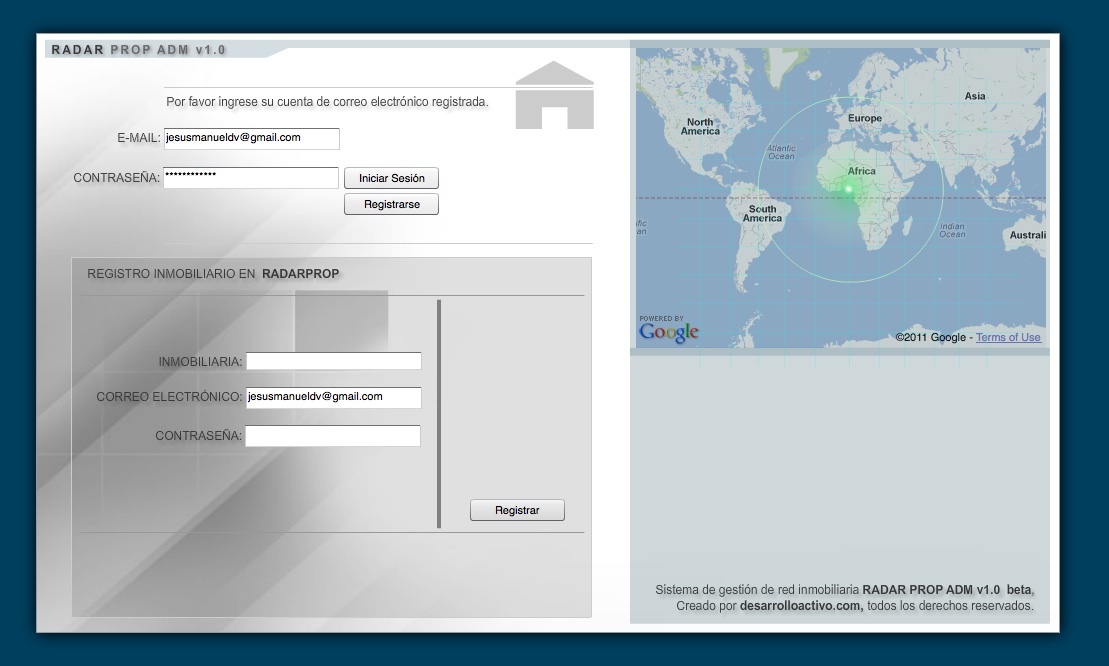 RADAR PROP ADM v1.0
Por favor ingrese su cuenta de correo electrónico registrada.
E-MAIL: jesusmanueldv@gmail.com
CONTRASEÑA: ************
Iniciar Sesión
Registrarse
REGISTRO INMOBILIARIO EN RADARPROP
INMOBILIARIA:
CORREO ELECTRÓNICO: jesusmanueldv@gmail.com
CONTRASEÑA:
Registrar
Asia
North
America
Europe
Atlantic
Ocean
Africa
South
America
fic
an
Indian
Ocean
Australi
POWERED BY
Google
©2011 Google - Terms of Use
Sistema de gestión de red inmobiliaria RADAR PROP ADM v1.0 beta,
Creado por desarrolloactivo.com, todos los derechos reservados.